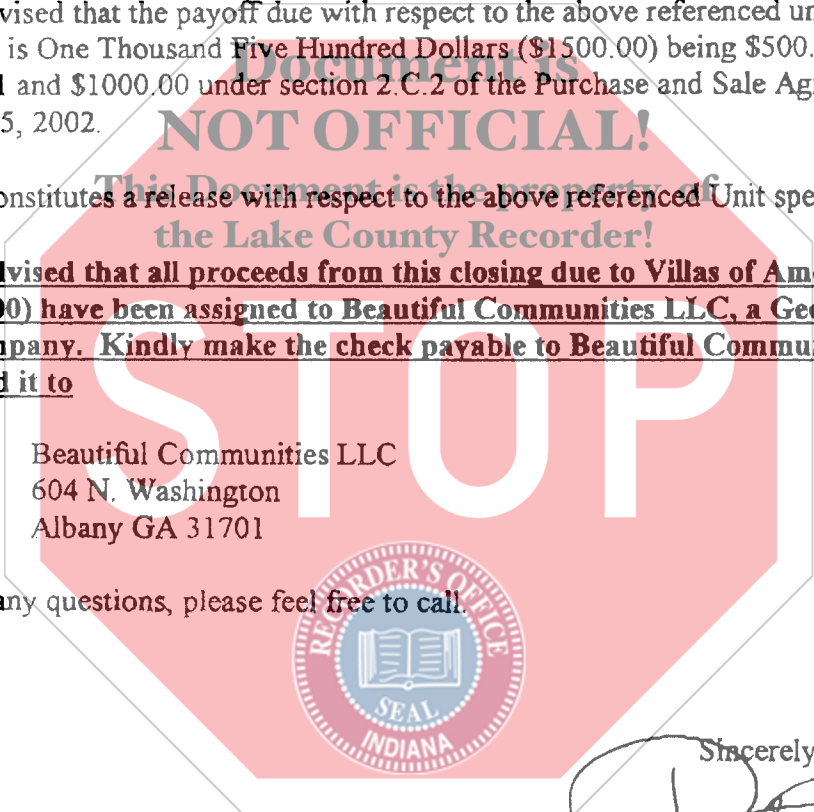 vised that the payoff due with respect to the above referenced un
is One Thousand Five Hundred Dollars ($1500.00) being $500.
and $1000.00 under section 2.C.2 of the Purchase and Sale Ag
5, 2002.
Document is
NOT OFFICIAL!
This Document is the property of
the Lake County Recorder!
onstitutes a release with respect to the above referenced Unit spe
vised that all proceeds from this closing due to Villas of Am
0) have been assigned to Beautiful Communities LLC, a Geo
npany. Kindly make the check payable to Beautiful Commu
d it to
STOP
Beautiful Communities LLC
604 N. Washington
Albany GA 31701
any questions, please feel free to call.
RECORDER'S OFFICE
SEAL
INDIANA
Sincerely